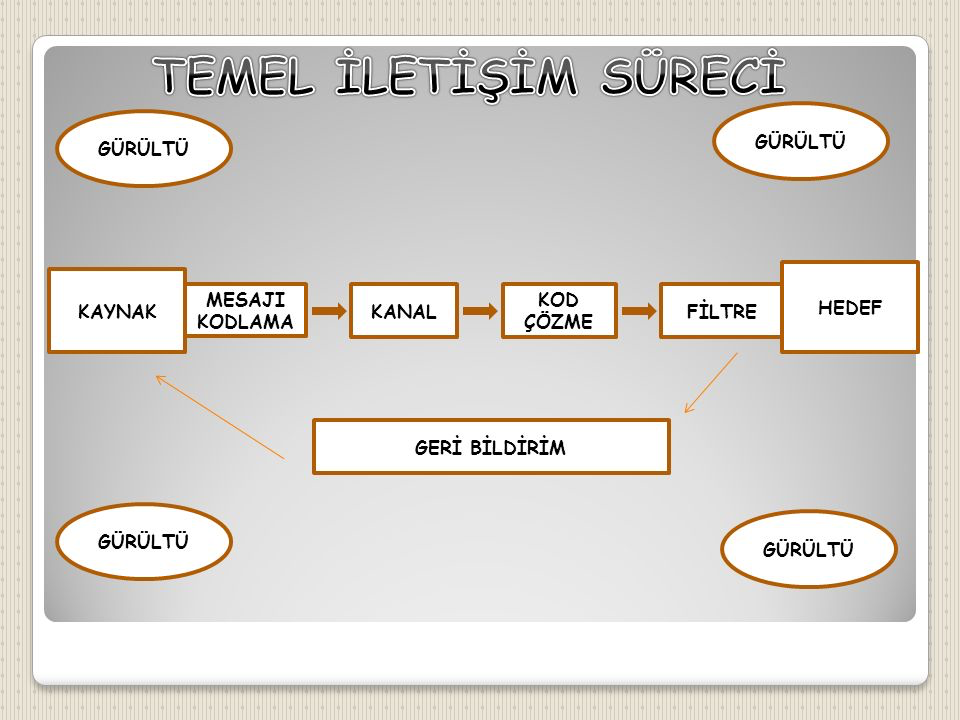 TEMEL İLETİŞİM SÜRECİ
GÜRÜLTÜ
GÜRÜLTÜ
KAYNAK
MESAJI
KODLAMA
KANAL
KOD
ÇÖZME
FİLTRE
HEDEF
GERİ BİLDİRİM
GÜRÜLTÜ
GÜRÜLTÜ